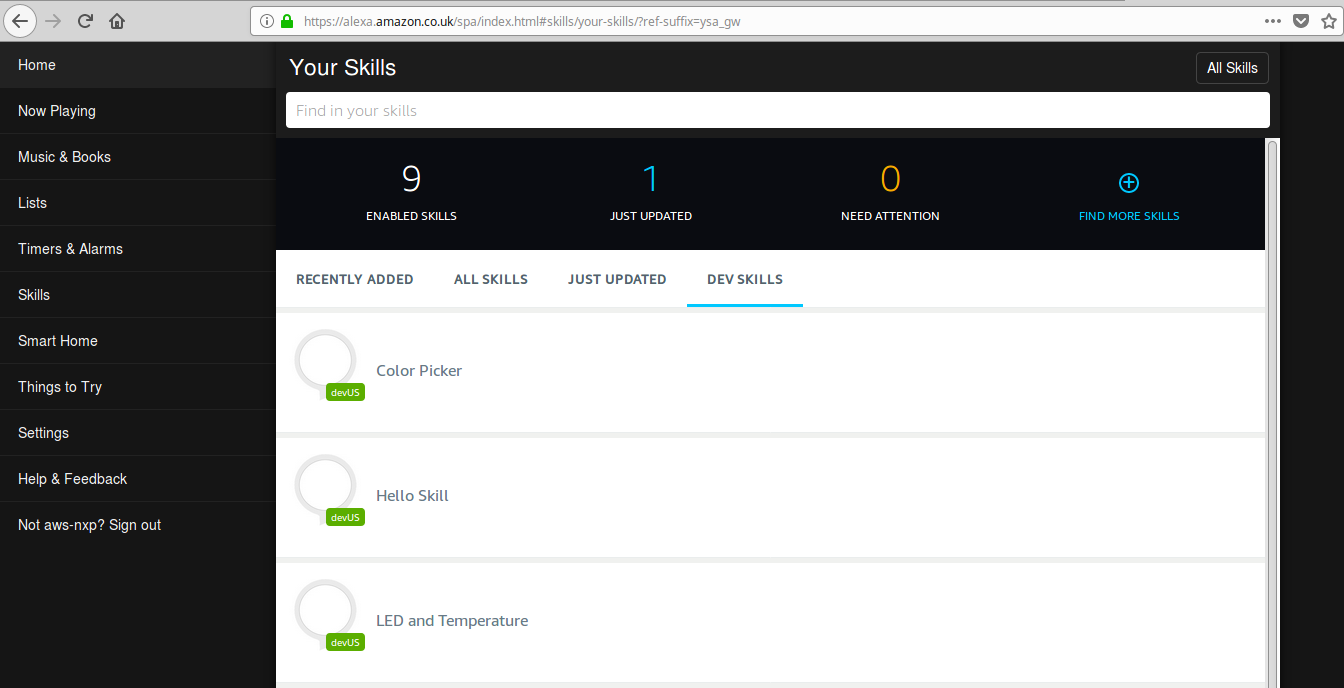 https://alexa.amazon.co.uk/spa/index.html#skills/your-skills/?ref-suffix=ysa_gw
Home
Now Playing
Music & Books
Lists
Timers & Alarms
Skills
Smart Home
Things to Try
Settings
Help & Feedback
Not aws-nxp? Sign out
Your Skills
All Skills
Find in your skills
9
ENABLED SKILLS
1
JUST UPDATED
0
NEED ATTENTION
FIND MORE SKILLS
RECENTLY ADDED ALL SKILLS JUST UPDATED DEV SKILLS
Color Picker
devUS
Hello Skill
devUS
LED and Temperature
devUS